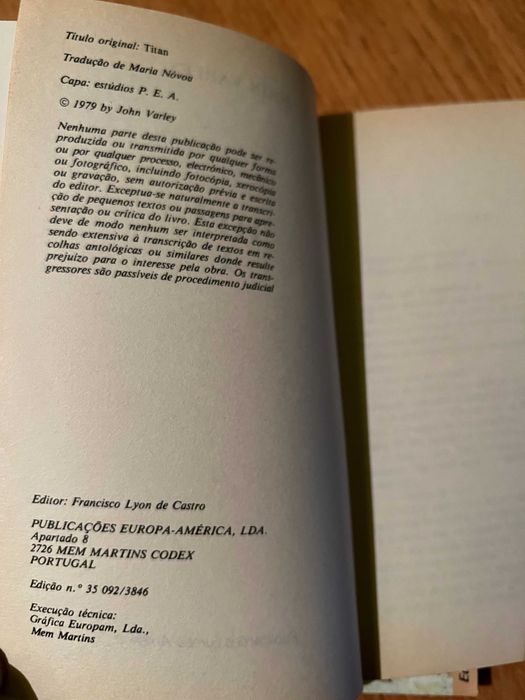 Título original: Titan
Tradução de Maria Nóvoa
Capa: estúdios P. E. A.
© 1979 by John Varley
Nenhuma parte desta publicação pode ser re-
produzida ou transmitida por qualquer forma
ou por qualquer processo, electrónico, mecânico
ou fotográfico, incluindo fotocópia, xerocópia
ou gravação, sem autorização prévia e escrita
do editor. Exceptua-se naturalmente a transcri-
ção de pequenos textos ou passagens para apre-
sentação ou crítica do livro. Esta excepção não
deve de modo nenhum ser interpretada como
sendo extensiva à transcrição de textos em re-
colhas antológicas ou similares donde resulte
prejuízo para o interesse pela obra. Os trans-
gressores são passíveis de procedimento judicial
Editor: Francisco Lyon de Castro
PUBLICAÇÕES EUROPA-AMÉRICA, LDA.
Apartado 8
2726 MEM MARTINS CODEX
PORTUGAL
Edição n.º 35 092/3846
Execução técnica:
Gráfica Europam, Lda.,
Mem Martins